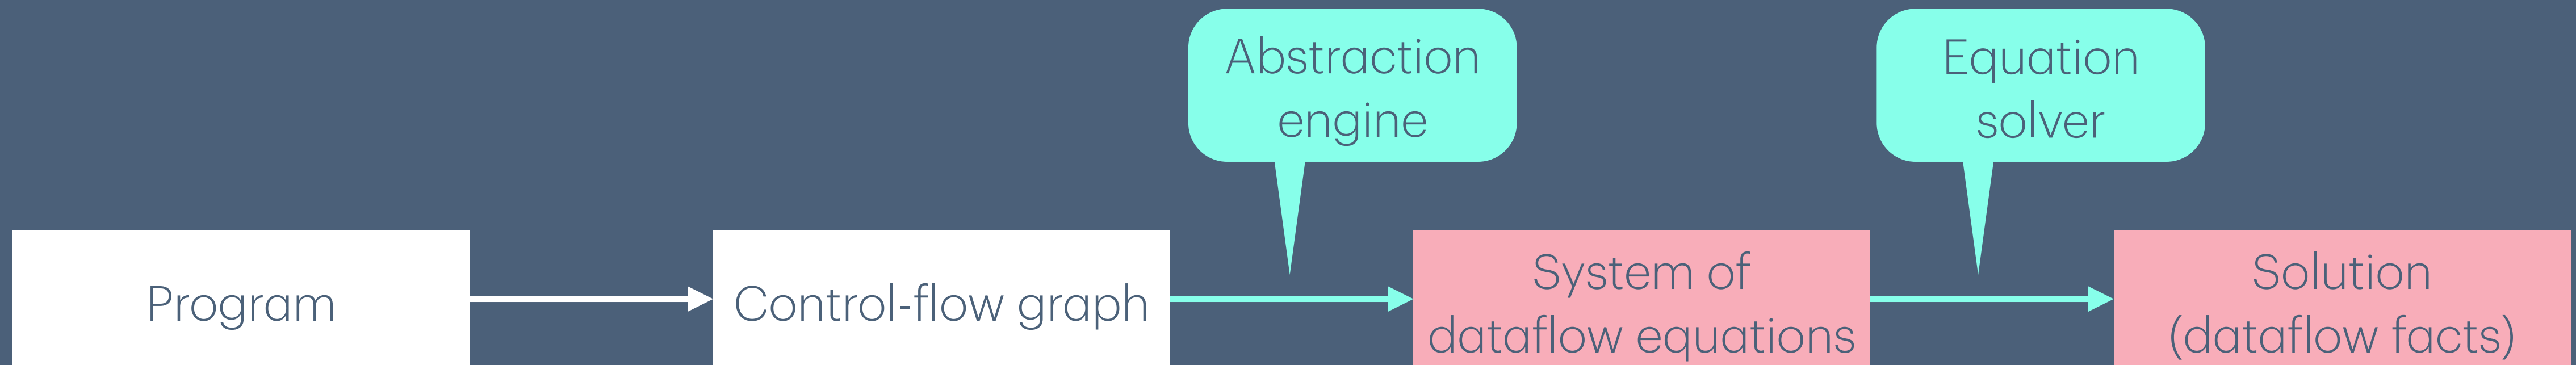 Abstraction
engine
Equation
solver
Program
Control-flow graph
System of
dataflow equations
Solution
(dataflow facts)